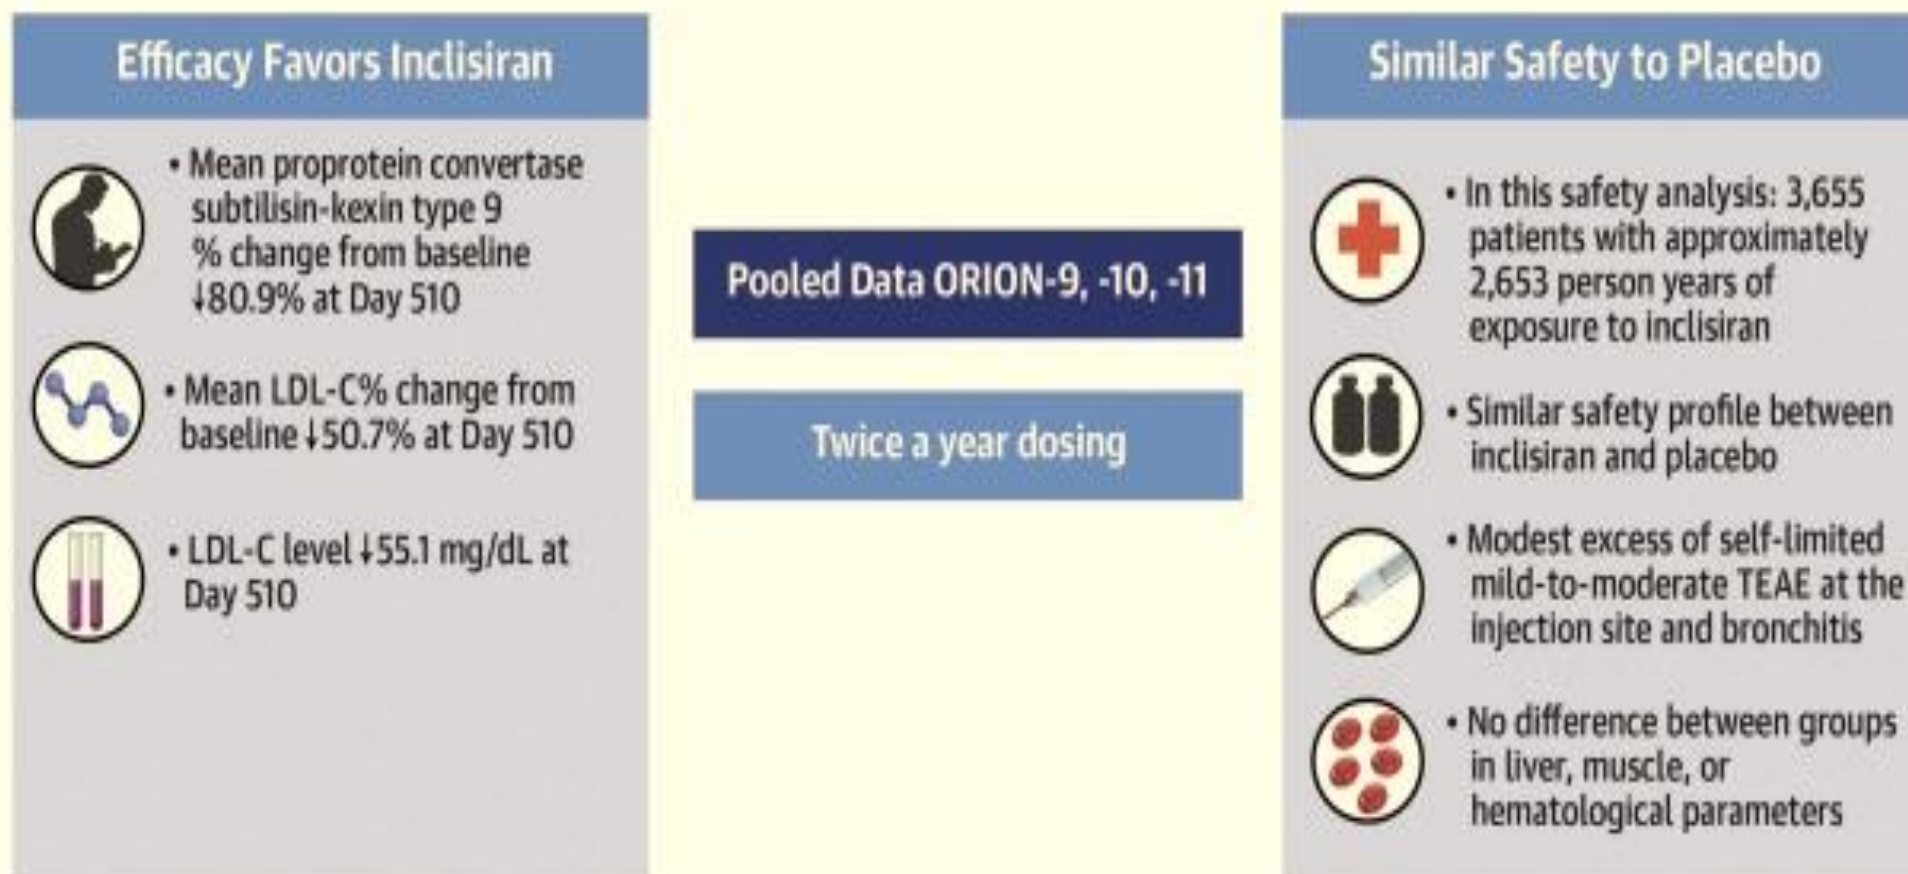 Efficacy Favors Inclisiran
• Mean proprotein convertase
subtilisin-kexin type 9
% change from baseline
↓80.9% at Day 510
• Mean LDL-C% change from
baseline ↓50.7% at Day 510
• LDL-C level ↓55.1 mg/dL at
Day 510
Pooled Data ORION-9, -10, -11
Twice a year dosing
Similar Safety to Placebo
• In this safety analysis: 3,655
patients with approximately
2,653 person years of
exposure to inclisiran
• Similar safety profile between
inclisiran and placebo
• Modest excess of self-limited
mild-to-moderate TEAE at the
injection site and bronchitis
• No difference between groups
in liver, muscle, or
hematological parameters